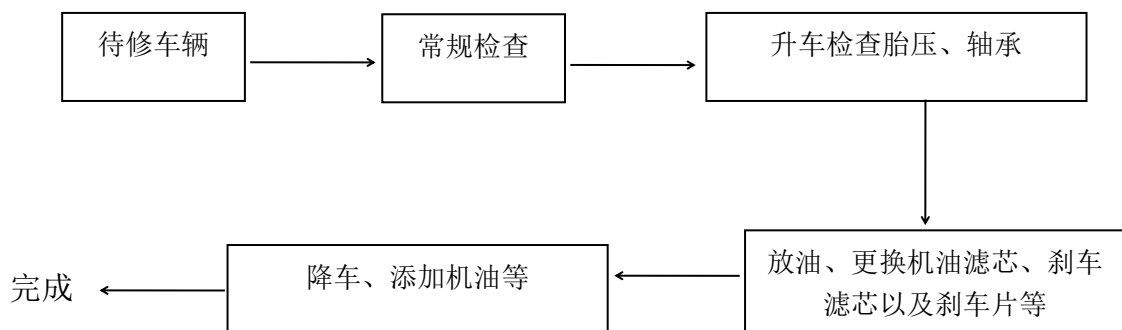 待修车辆
常规检查
升车检查胎压、轴承
放油、更换机油滤芯、刹车
滤芯以及刹车片等
降车、添加机油等
完成